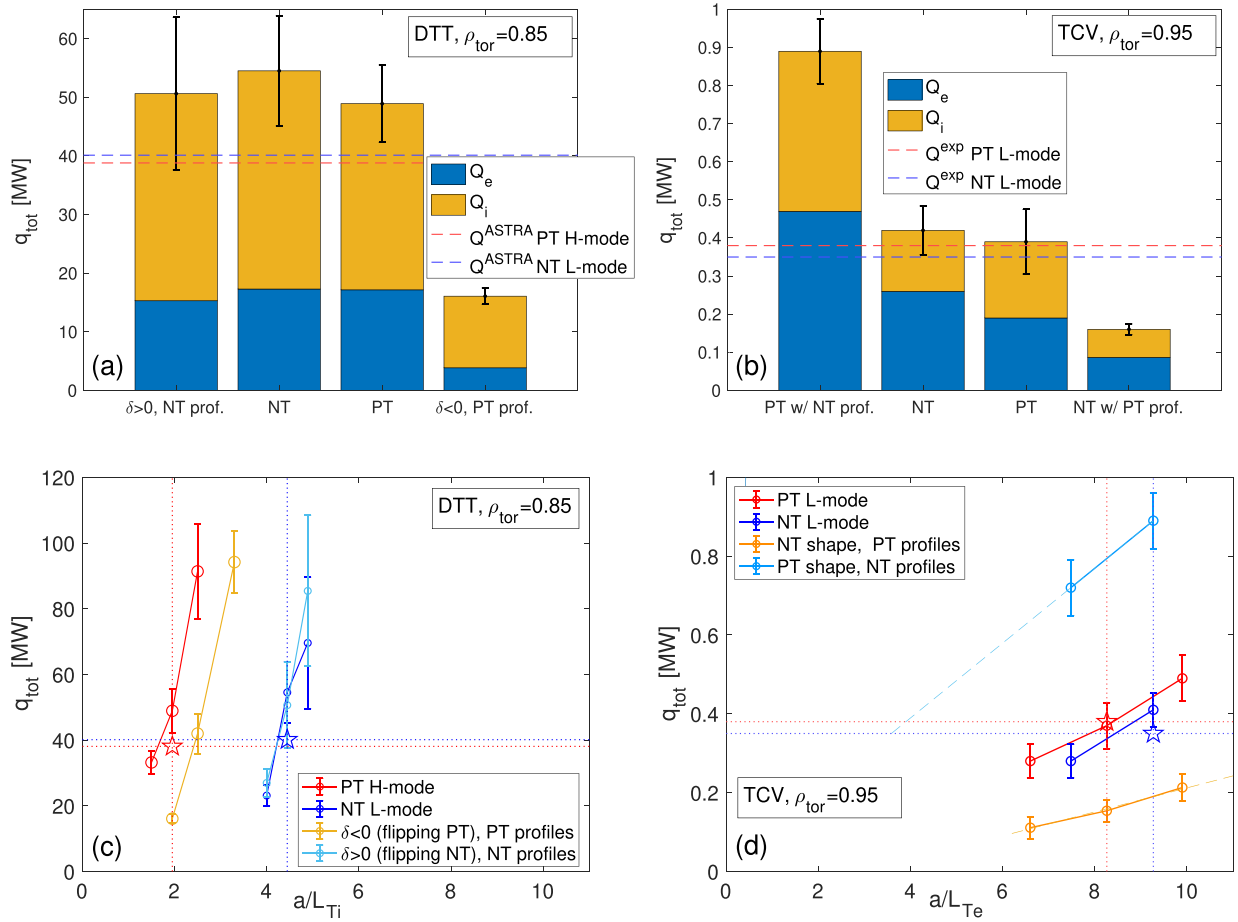 DTT, ρtor=0.85
qtot [MW]
60
50
40
30
20
10
0
Qe
Qi
QASTRA PT H-mode
QASTRA NT L-mode
(a)
δ>0, NT prof.
NT
PT
δ<0, PT prof.
TCV, ρtor=0.95
qtot [MW]
1
0.9
0.8
0.7
0.6
0.5
0.4
0.3
0.2
0.1
0
Qe
Qi
Qexp PT L-mode
Qexp NT L-mode
(b)
PT w/ NT prof.
NT
PT
NT w/ PT prof.
DTT, ρtor=0.85
qtot [MW]
120
100
80
60
40
20
0
PT H-mode
NT L-mode
δ<0 (flipping PT), PT profiles
δ>0 (flipping NT), NT profiles
(c)
0 2 4 6 8 10
a/LTi
PT L-mode
NT L-mode
NT shape, PT profiles
PT shape, NT profiles
qtot [MW]
1
0.8
0.6
0.4
0.2
0
TCV, ρtor=0.95
(d)
0 2 4 6 8 10
a/LTe